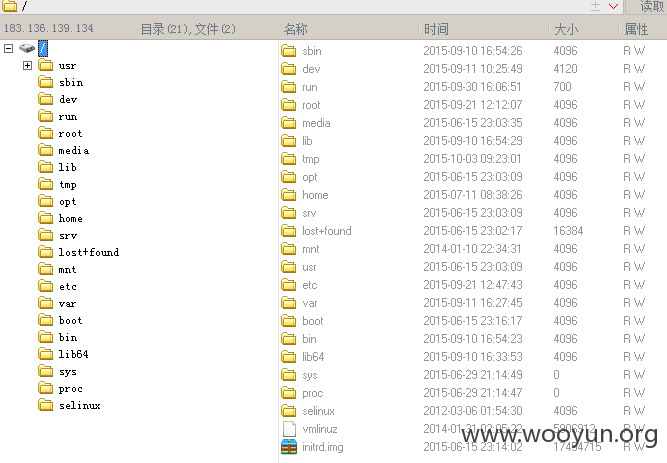 / 读取
183.136.139.134 目录(21),文件(2) 名称 时间 大小 属性
/
usr
sbin
dev
run
root
media
lib
tmp
opt
home
srv
lost+found
mnt
etc
var
boot
bin
lib64
sys
proc
selinux
sbin 2015-09-10 16:54:26 4096 R W
dev 2015-09-11 10:25:49 4120 R W
run 2015-09-30 16:06:51 700 R W
root 2015-09-21 12:12:07 4096 R W
media 2015-06-15 23:03:35 4096 R W
lib 2015-09-10 16:54:29 4096 R W
tmp 2015-10-03 09:23:01 4096 R W
opt 2015-06-15 23:03:09 4096 R W
home 2015-07-11 08:38:26 4096 R W
srv 2015-06-15 23:03:09 4096 R W
lost+found 2015-06-15 23:02:17 16384 R W
mnt 2014-01-10 22:34:31 4096 R W
usr 2015-06-15 23:03:09 4096 R W
etc 2015-09-21 12:47:43 4096 R W
var 2015-09-11 16:27:45 4096 R W
boot 2015-06-15 23:16:17 4096 R W
bin 2015-09-10 16:54:23 4096 R W
lib64 2015-09-10 16:33:53 4096 R W
sys 2015-06-29 21:14:49 0 R W
proc 2015-06-29 21:14:47 0 R W
selinux 2012-03-06 01:54:30 4096 R W
vmlinuz
initrd.img 2015-06-15 23:14:02
www.wooyun.org